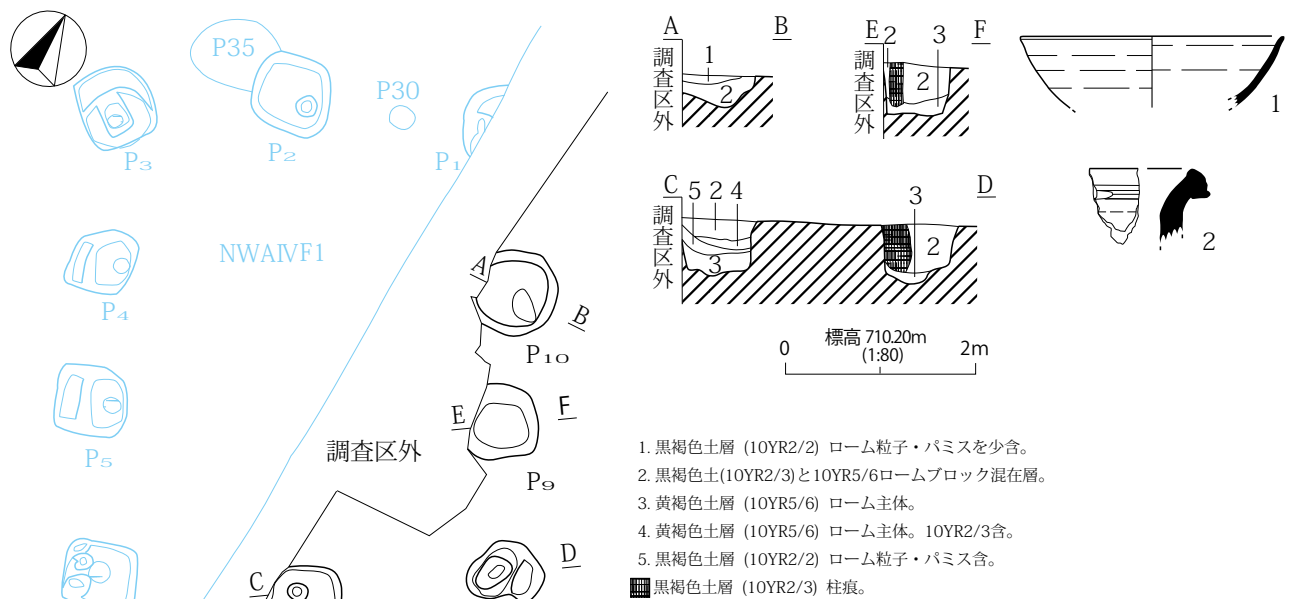 P35
P30
P3
P2
P1
NWAIVF1
P4
P5
A
B
P10
E
F
P9
調査区外
C
D
A
B
調査区外
1
2
E
2
3
F
調査区外
2
1
C
5
2
4
3
D
調査区外
3
2
2
標高 710.20m
(1:80)
0
2m
1. 黒褐色土層 (10YR2/2) ローム粒子・パミスを少含。
2. 黒褐色土(10YR2/3)と10YR5/6ロームブロック混在層。
3. 黄褐色土層 (10YR5/6) ローム主体。
4. 黄褐色土層 (10YR5/6) ローム主体。10YR2/3含。
5. 黒褐色土層 (10YR2/2) ローム粒子・パミス含。
黒褐色土層 (10YR2/3) 柱痕。